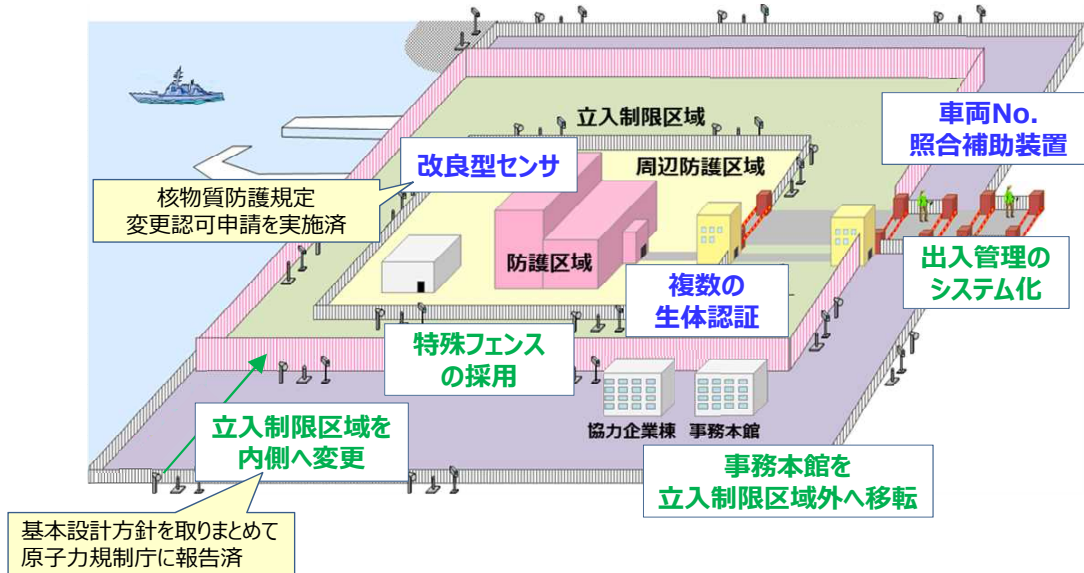 立入制限区域
車両No.
照合補助装置
改良型センサ
周辺防護区域
核物質防護規定
変更認可申請を実施済
防護区域
複数の
生体認証
出入管理の
システム化
特殊フェンス
の採用
立入制限区域を
内側へ変更
協力企業棟
事務本館
事務本館を
立入制限区域外へ移転
基本設計方針を取りまとめて
原子力規制庁に報告済